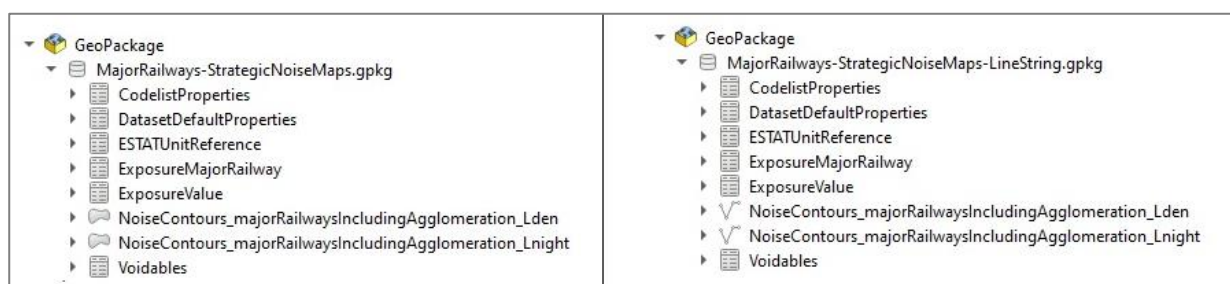 GeoPackage
MajorRailways-StrategicNoiseMaps.gpkg
CodelistProperties
DatasetDefaultProperties
ESTATUnitReference
ExposureMajorRailway
ExposureValue
NoiseContours_majorRailwaysIncludingAgglomeration_Lden
NoiseContours_majorRailwaysIncludingAgglomeration_Lnight
Voidables
GeoPackage
MajorRailways-StrategicNoiseMaps-LineString.gpkg
CodelistProperties
DatasetDefaultProperties
ESTATUnitReference
ExposureMajorRailway
ExposureValue
NoiseContours_majorRailwaysIncludingAgglomeration_Lden
NoiseContours_majorRailwaysIncludingAgglomeration_Lnight
Voidables